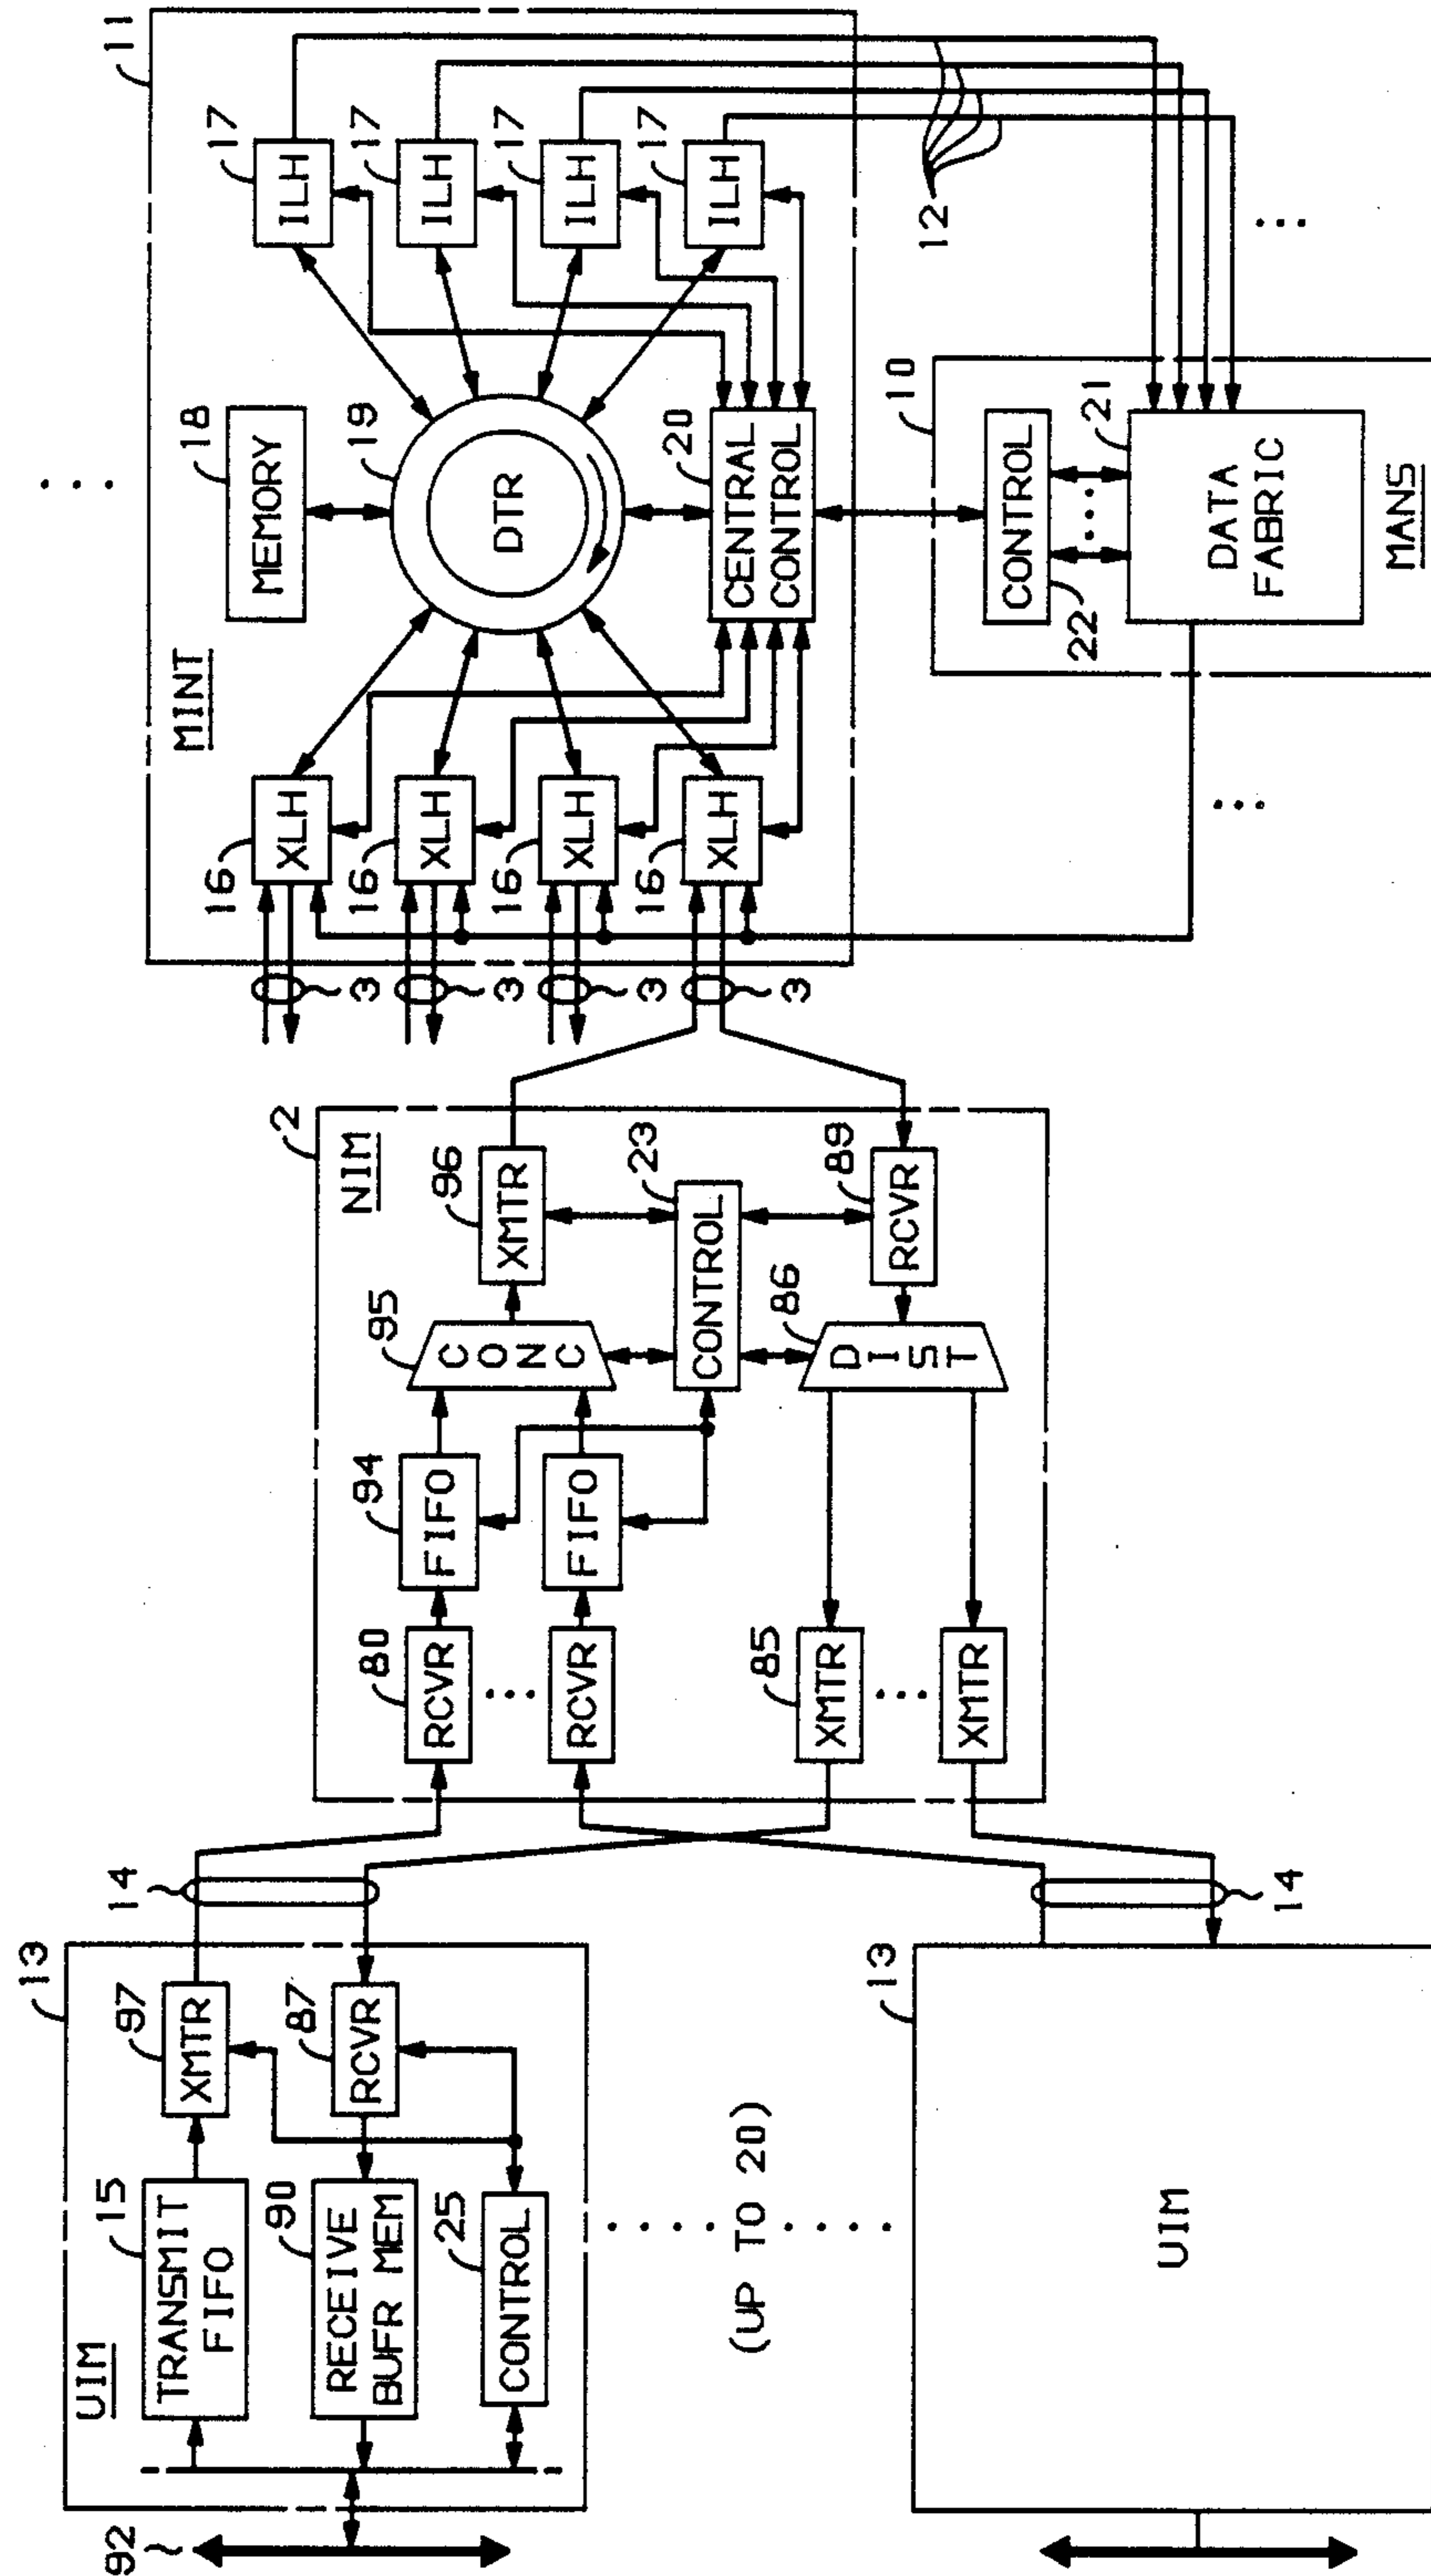 92
13
UIM
15
TRANSMIT
FIFO
97
XMTR
90
RECEIVE
BUFR MEM
87
RCVR
25
CONTROL
14
(UP TO 20)
13
UIM
14
2
NIM
80
RCVR
94
FIFO
95
CONC
96
XMTR
RCVR
FIFO
23
CONTROL
85
XMTR
86
DIST
89
RCVR
XMTR
3
3
3
3
11
MINT
16
XLH
16
XLH
16
XLH
16
XLH
18
MEMORY
19
DTR
20
CENTRAL
CONTROL
17
ILH
17
ILH
17
ILH
17
ILH
12
10
22
CONTROL
21
DATA
FABRIC
MANS